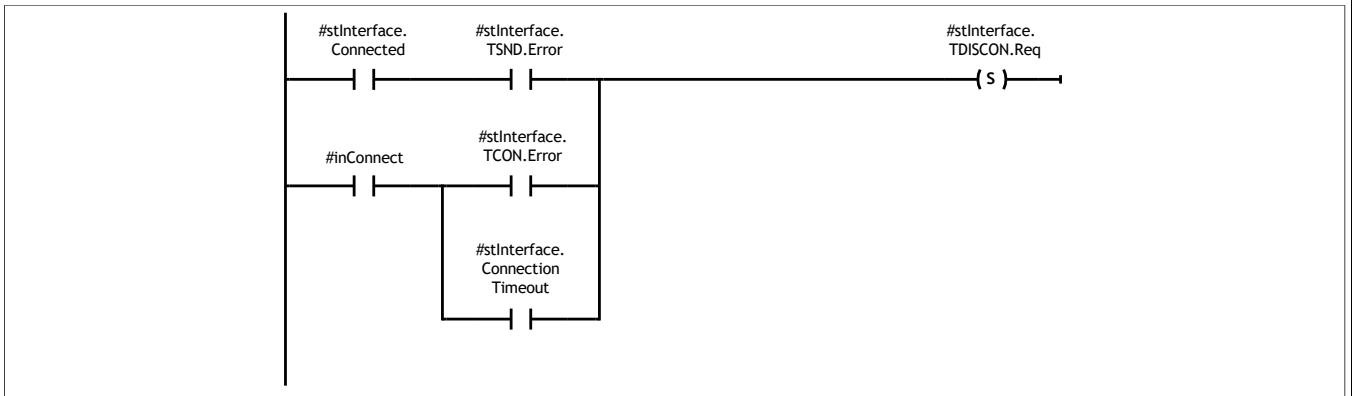 #stInterface.
Connected
#stInterface.
TSND.Error
#stInterface.
TDISCON.Req
S
#inConnect
#stInterface.
TCON.Error
#stInterface.
Connection
Timeout